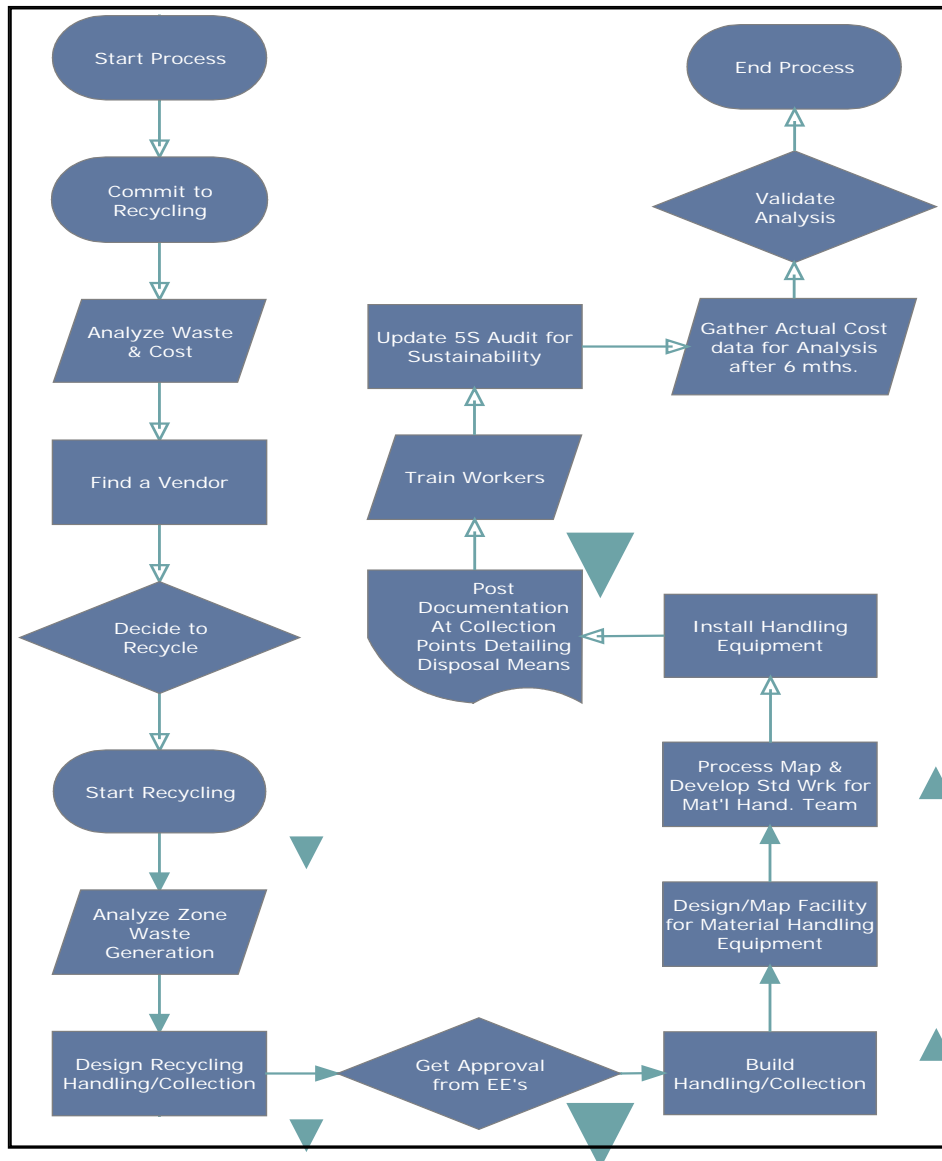 Start Process
Commit to
Recycling
Analyze Waste
& Cost
Find a Vendor
Decide to
Recycle
Start Recycling
Analyze Zone
Waste
Generation
Design Recycling
Handling/Collection
Get Approval
from EE's
Build
Handling/Collection
Design/Map Facility
for Material Handling
Equipment
Process Map &
Develop Std Wrk for
Mat'l Hand. Team
Install Handling
Equipment
Post
Documentation
At Collection
Points Detailing
Disposal Means
Train Workers
Update 5S Audit for
Sustainability
Gather Actual Cost
data for Analysis
after 6 mths.
Validate
Analysis
End Process